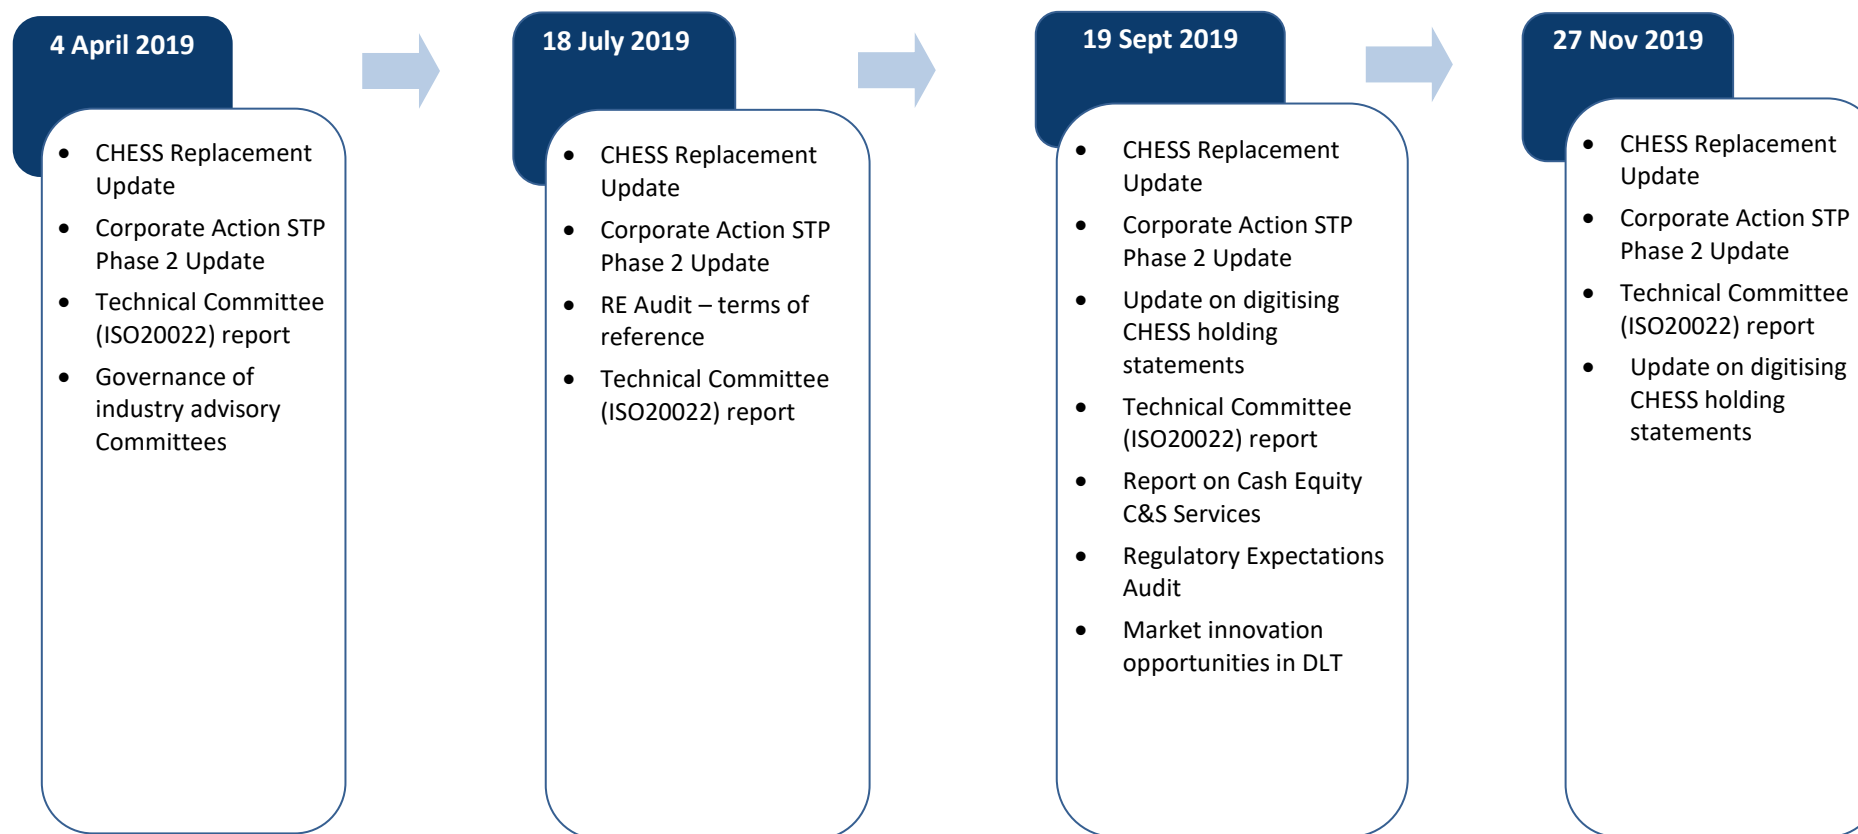 4 April 2019
• CHESS Replacement
Update
• Corporate Action STP
Phase 2 Update
• Technical Committee
(ISO20022) report
• Governance of
industry advisory
Committees
18 July 2019
• CHESS Replacement
Update
• Corporate Action STP
Phase 2 Update
• RE Audit – terms of
reference
• Technical Committee
(ISO20022) report
19 Sept 2019
• CHESS Replacement
Update
• Corporate Action STP
Phase 2 Update
• Update on digitising
CHESS holding
statements
• Technical Committee
(ISO20022) report
• Report on Cash Equity
C&S Services
• Regulatory Expectations
Audit
• Market innovation
opportunities in DLT
27 Nov 2019
• CHESS Replacement
Update
• Corporate Action STP
Phase 2 Update
• Technical Committee
(ISO20022) report
• Update on digitising
CHESS holding
statements